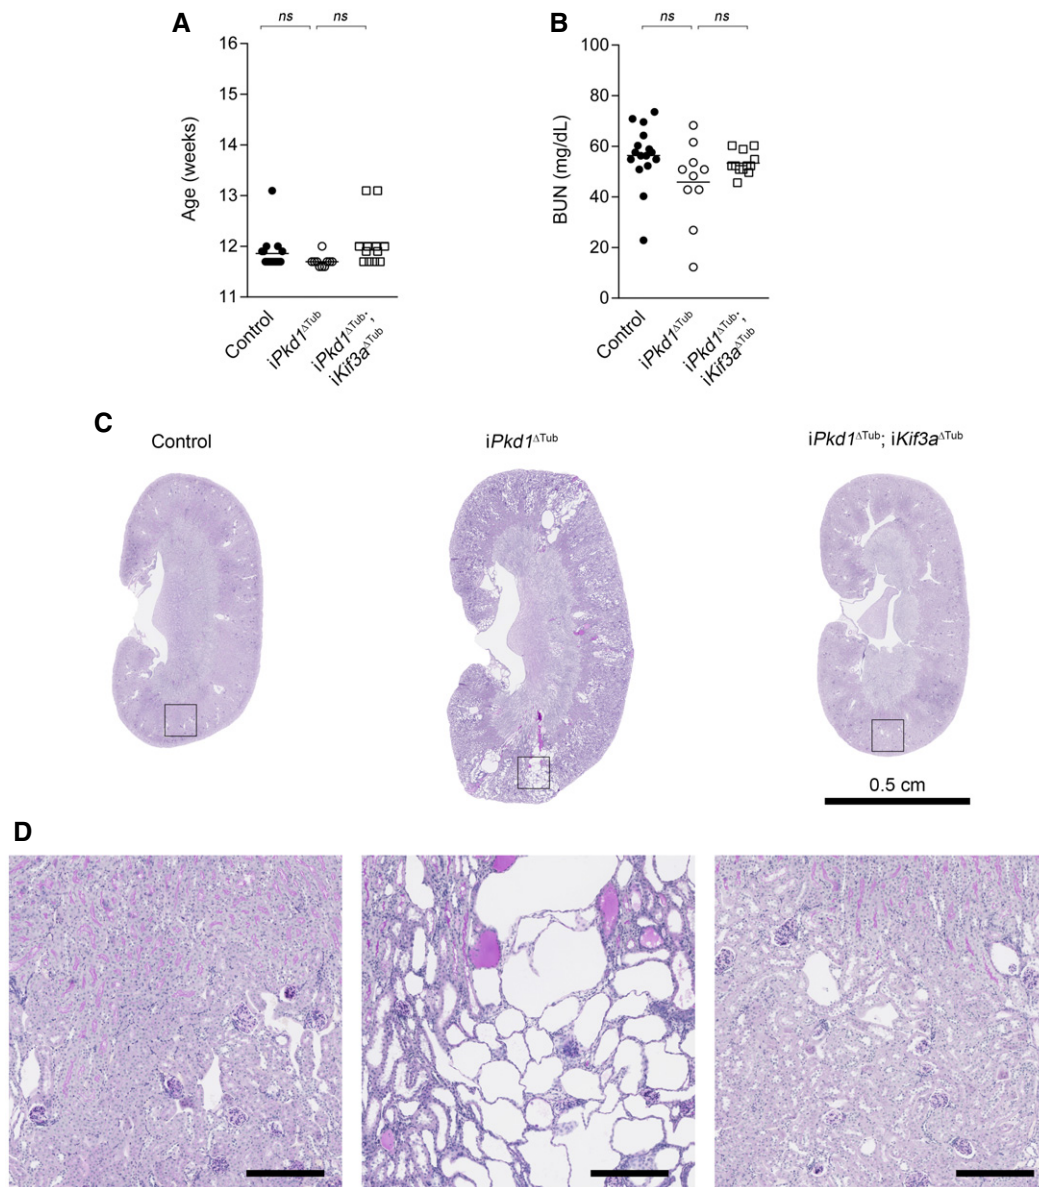 A
ns
ns
Age (weeks)
16
15
14
13
12
11
Control
iPkd1ΔTub
iPkd1ΔTub;
iKif3aΔTub
B
ns
ns
BUN (mg/dL)
100
80
60
40
20
0
Control
iPkd1ΔTub
iPkd1ΔTub;
iKif3aΔTub
C
Control
iPkd1ΔTub
iPkd1ΔTub; iKif3aΔTub
0.5 cm
D